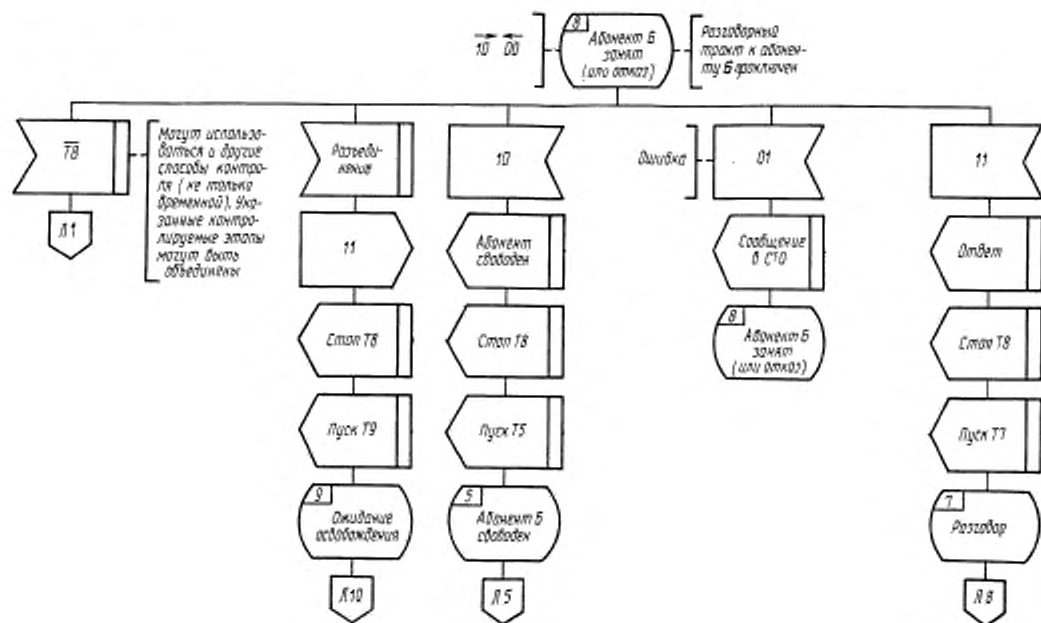 8
10 00
Абонент Б
занят
(или отказ)
Разговорный
тракт к абонен-
ту Б проключен
Т8
Могут использо-
ваться и другие
способы контро-
ля (не только
временной). Ука-
занные контро-
лируемые этапы
могут быть
объединены
Л1
Разъеди-
нение
11
Стоп Т8
Пуск Т9
9
Ожидание
освобождения
Л10
10
Абонент
свободен
Стоп Т8
Пуск Т5
5
Абонент Б
свободен
Л5
Ошибка
01
Сообщение
в СТО
8
Абонент Б
занят
(или отказ)
11
Ответ
Стоп Т8
Пуск Т7
7
Разговор
Л8